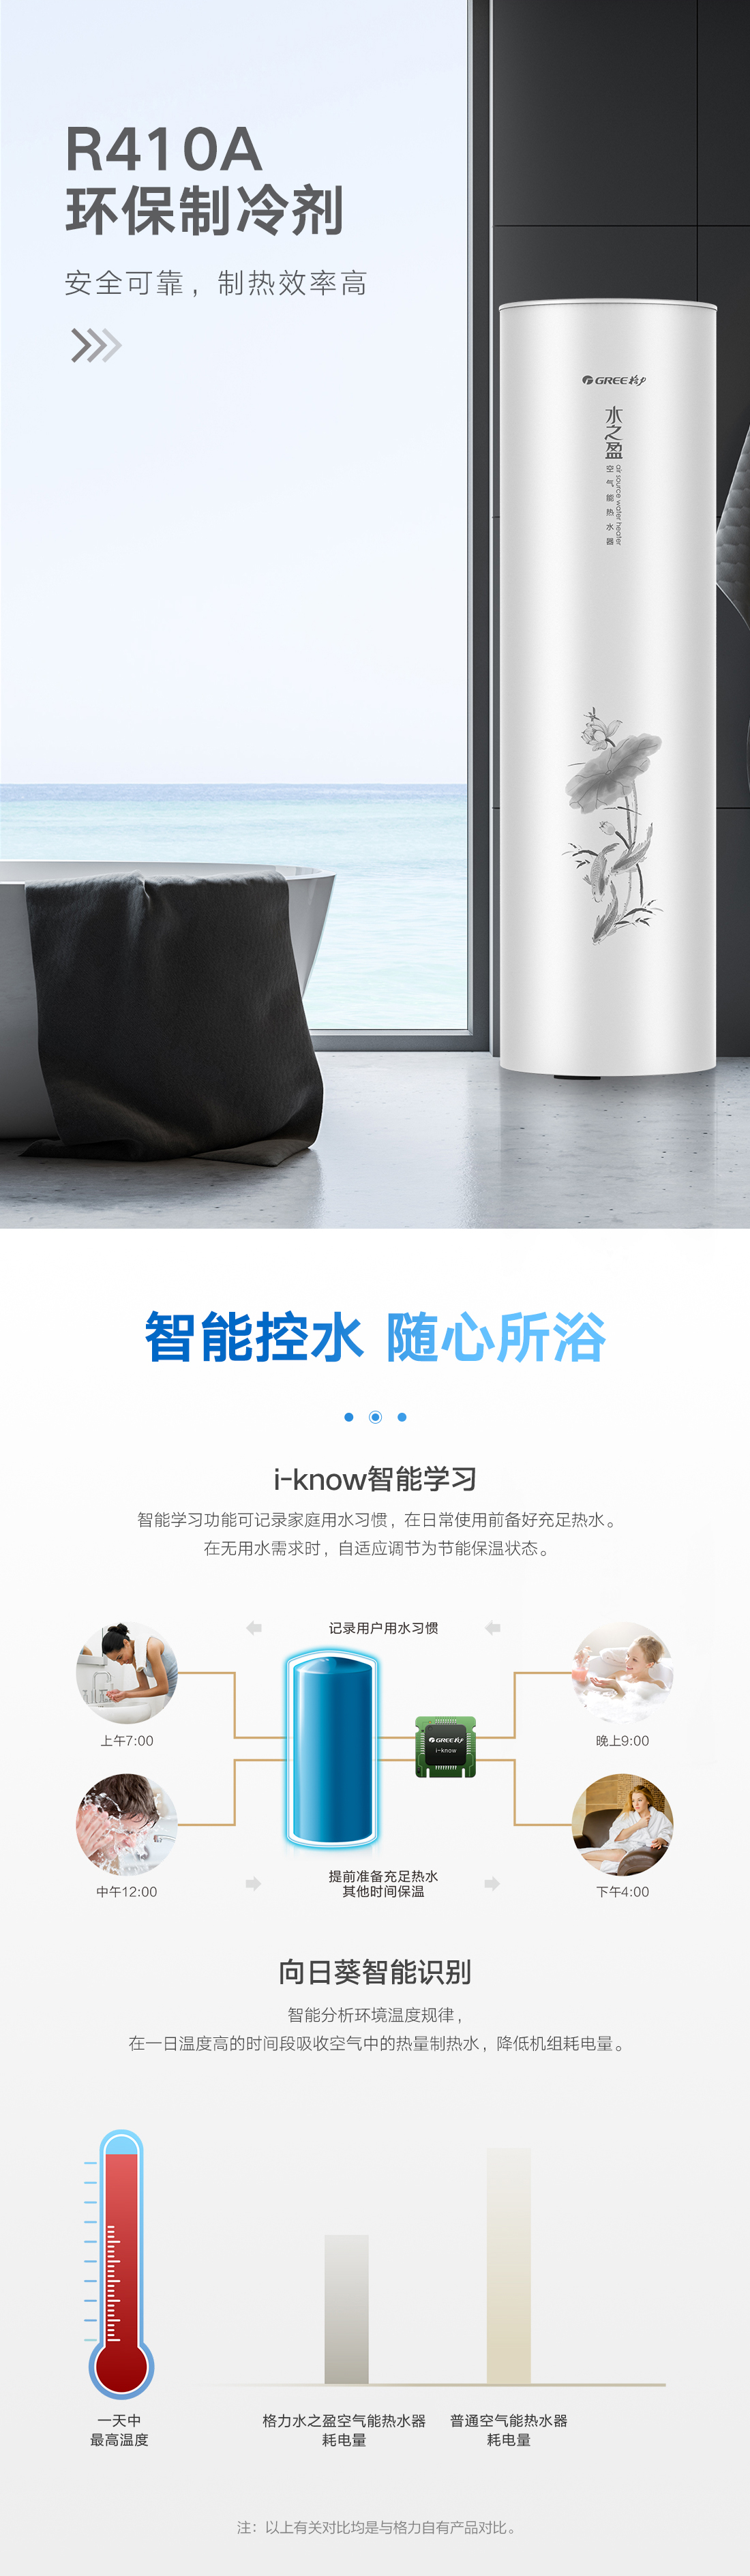 R410A
环保制冷剂
安全可靠，制热效率高
GREE格力
水之盈
空气能热水器
air source water heater
智能控水 随心所浴
i-know智能学习
智能学习功能可记录家庭用水习惯，在日常使用前备好充足热水。
在无用水需求时，自适应调节为节能保温状态。
记录用户用水习惯
上午7:00
晚上9:00
GREE格力
i-know
提前准备充足热水
其他时间保温
中午12:00
下午4:00
向日葵智能识别
智能分析环境温度规律，
在一日温度高的时间段吸收空气中的热量制热水，降低机组耗电量。
一天中
最高温度
格力水之盈空气能热水器
耗电量
普通空气能热水器
耗电量
注：以上有关对比均是与格力自有产品对比。